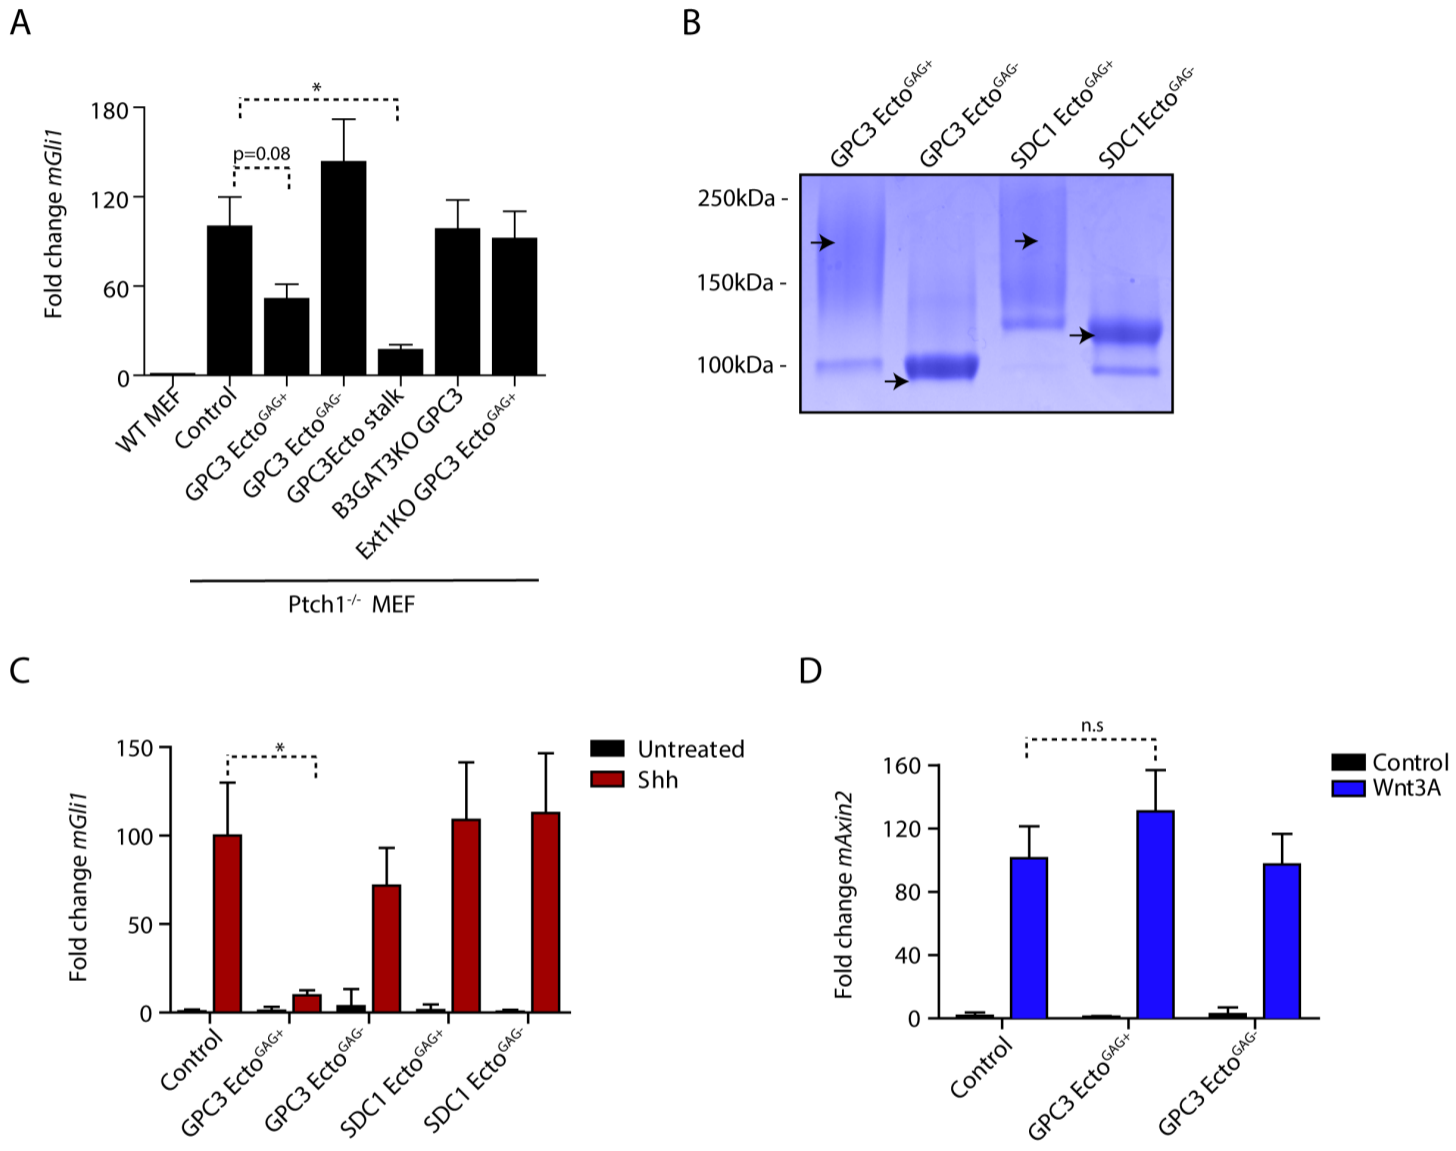 A
180
120
60
0
Fold change mGli1
*
p=0.08
WT MEF
Control
GPC3 Ecto^GAG+
GPC3 Ecto^GAG-
GPC3Ecto stalk
B3GAT3KO GPC3
Ext1KO GPC3 Ecto^GAG+
Ptch1^-/- MEF
B
GPC3 Ecto^GAG+
GPC3 Ecto^GAG-
SDC1 Ecto^GAG+
SDC1Ecto^GAG-
250kDa -
150kDa -
100kDa -
C
150
100
50
0
Fold change mGli1
*
Untreated
Shh
Control
GPC3 Ecto^GAG+
GPC3 Ecto^GAG-
SDC1 Ecto^GAG+
SDC1 Ecto^GAG-
D
160
120
80
40
0
Fold change mAxin2
n.s
Control
Wnt3A
Control
GPC3 Ecto^GAG+
GPC3 Ecto^GAG-